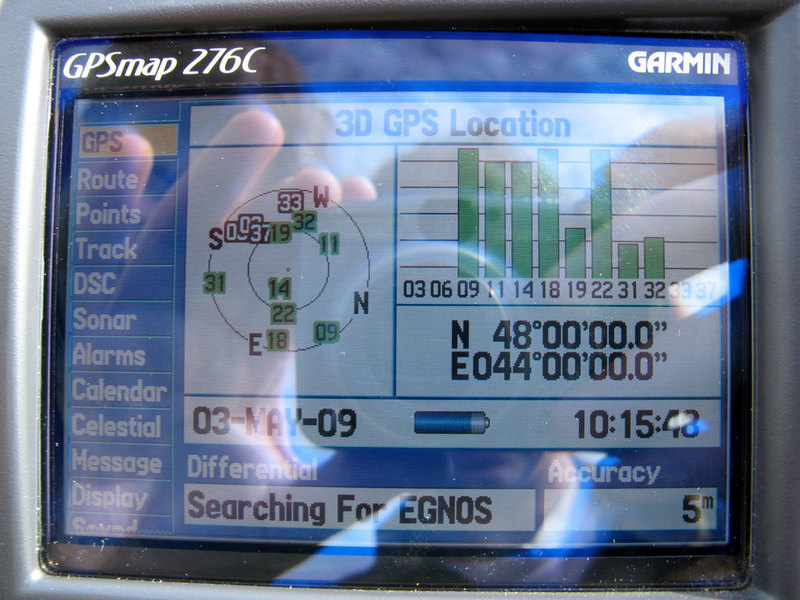 GPSmap 276C GARMIN
GPS
Route
Points
Track
DSC
Sonar
Alarms
Calendar
Celestial
Message
Display
Sound
3D GPS Location
33 W
S 03 37 19 32
11
31
14
N
22
E 18 09
03 06 09 11 14 18 19 22 31 32 33 37
N 48°00'00.0"
E044°00'00.0"
03-MAY-09 10:15:43
Differential Accuracy
Searching For EGNOS 5m